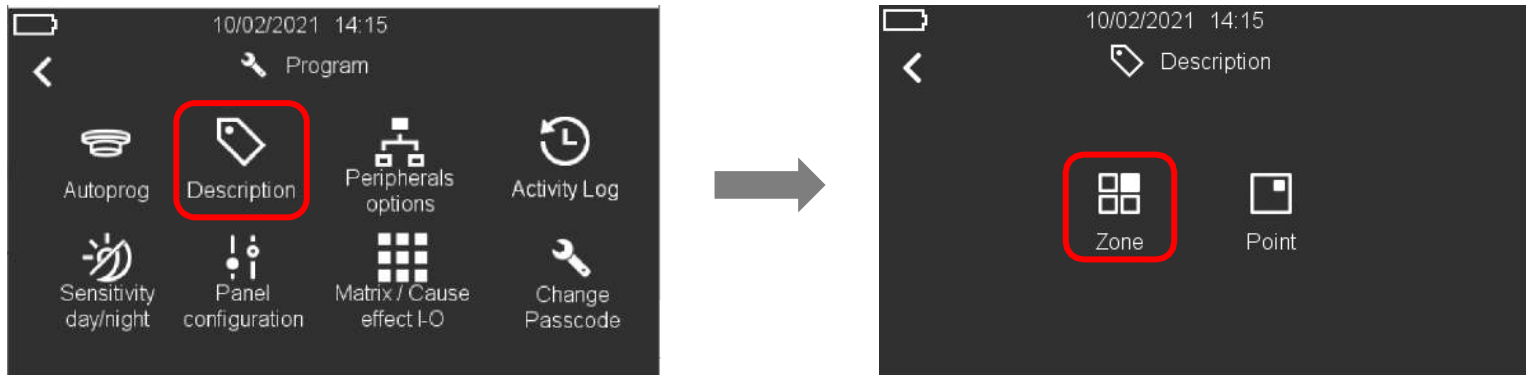 10/02/2021 14:15
Program
Autoprog
Description
Peripherals
options
Activity Log
Sensitivity
day/night
Panel
configuration
Matrix / Cause
effect I-O
Change
Passcode
10/02/2021 14:15
Description
Zone
Point